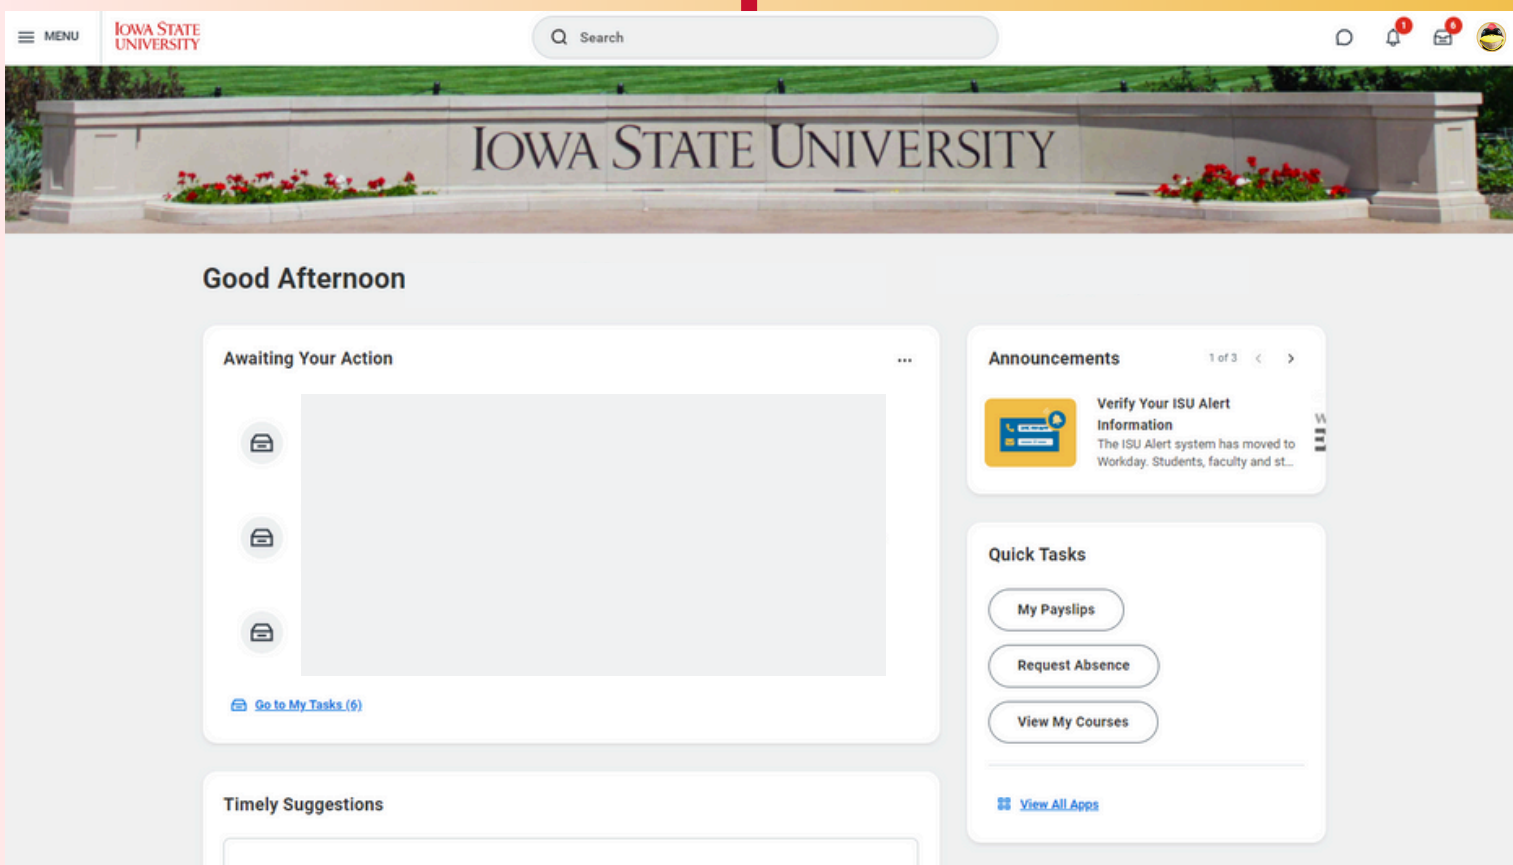 MENU
IOWA STATE
UNIVERSITY
Search
1
6
IOWA STATE UNIVERSITY
Good Afternoon
Awaiting Your Action
Go to My Tasks (6)
Timely Suggestions
Announcements
1 of 3
Verify Your ISU Alert
Information
The ISU Alert system has moved to
Workday. Students, faculty and st...
Quick Tasks
My Payslips
Request Absence
View My Courses
View All Apps